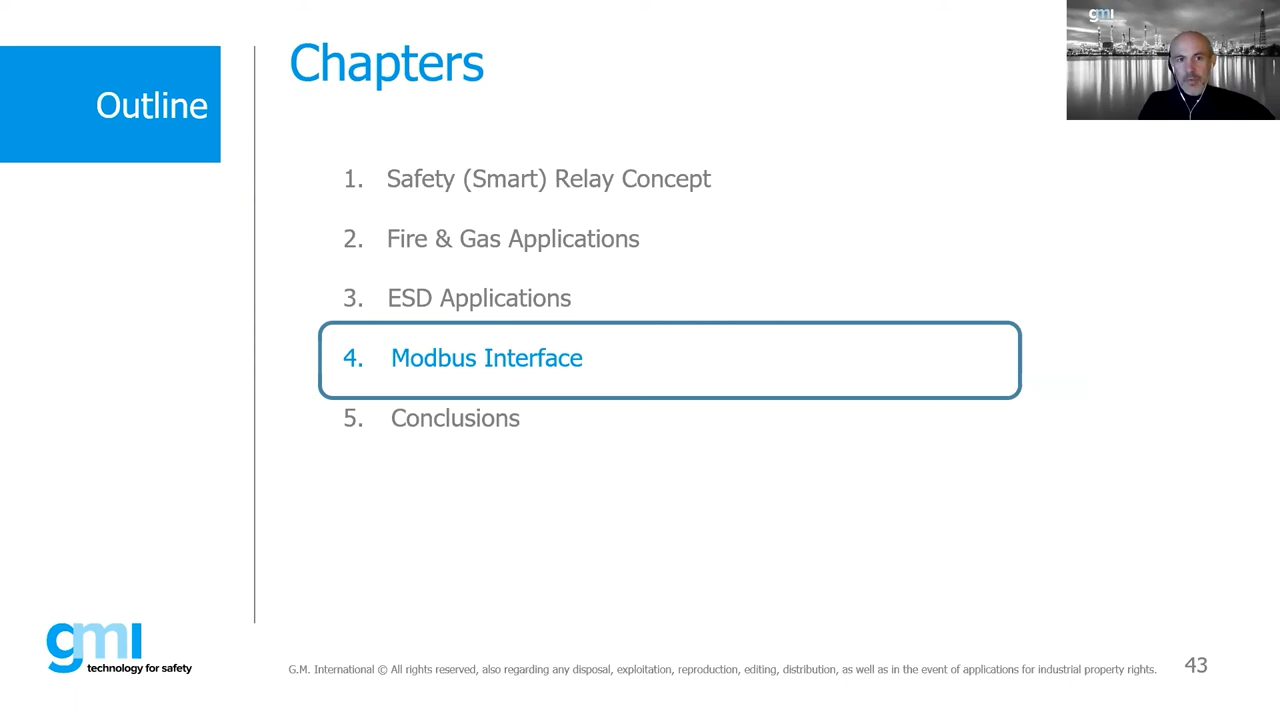 Outline
Chapters
gmi
1. Safety (Smart) Relay Concept
2. Fire & Gas Applications
3. ESD Applications
4. Modbus Interface
5. Conclusions
gmi
technology for safety
G.M. International © All rights reserved, also regarding any disposal, exploitation, reproduction, editing, distribution, as well as in the event of applications for industrial property rights.
43